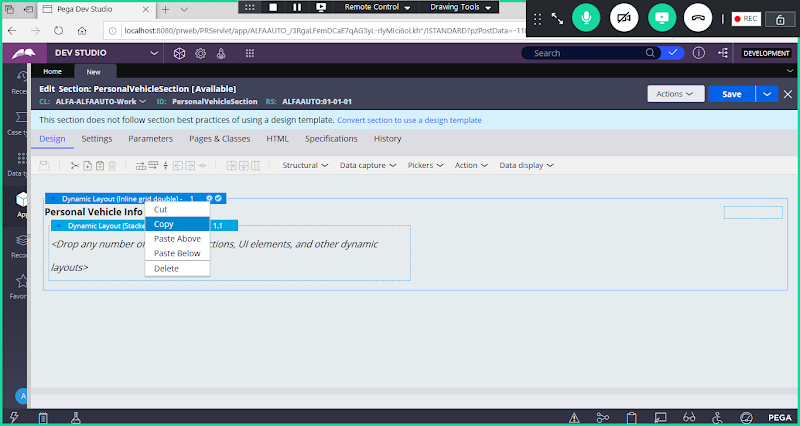 Pega Dev Studio
Remote Control
Drawing Tools
REC
localhost:8080/prweb/PRServlet/app/ALFAAUTO_/3RgaLFemDCaE7qAG3yL-rlyMlci6oLkh*/!STANDARD?pzPostData=-118
DEV STUDIO
Search
DEVELOPMENT
Home
New
Recen
Edit Section: PersonalVehicleSection [Available]
CL: ALFA-ALFAAUTO-Work
ID: PersonalVehicleSection
RS: ALFAAUTO:01-01-01
Actions
Save
This section does not follow section best practices of using a design template. Convert section to use a design template
Case ty
Design
Settings
Parameters
Pages & Classes
HTML
Specifications
History
Data ty
Structural
Data capture
Pickers
Action
Data display
App
Dynamic Layout (Inline grid double) - 1
Personal Vehicle Info
Cut
Copy
Paste Above
Paste Below
Delete
Dynamic Layout (Stacke
1.1
<Drop any number of
ctions, UI elements, and other dynamic
layouts>
Recor
Favori
A
PEGA